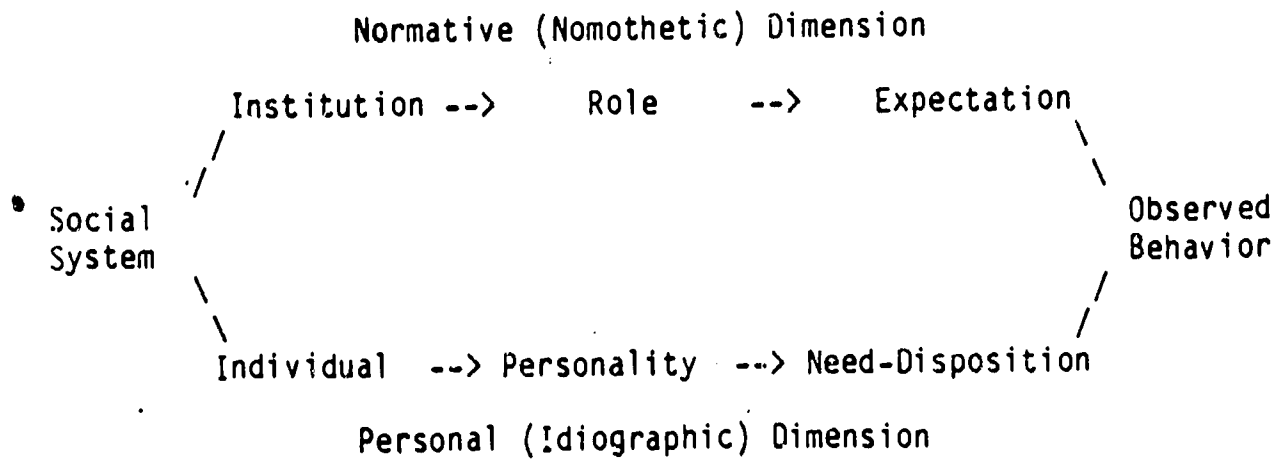 Normative (Nomothetic) Dimension
Institution --> Role --> Expectation
Social
System
Observed
Behavior
Individual --> Personality --> Need-Disposition
Personal (Idiographic) Dimension